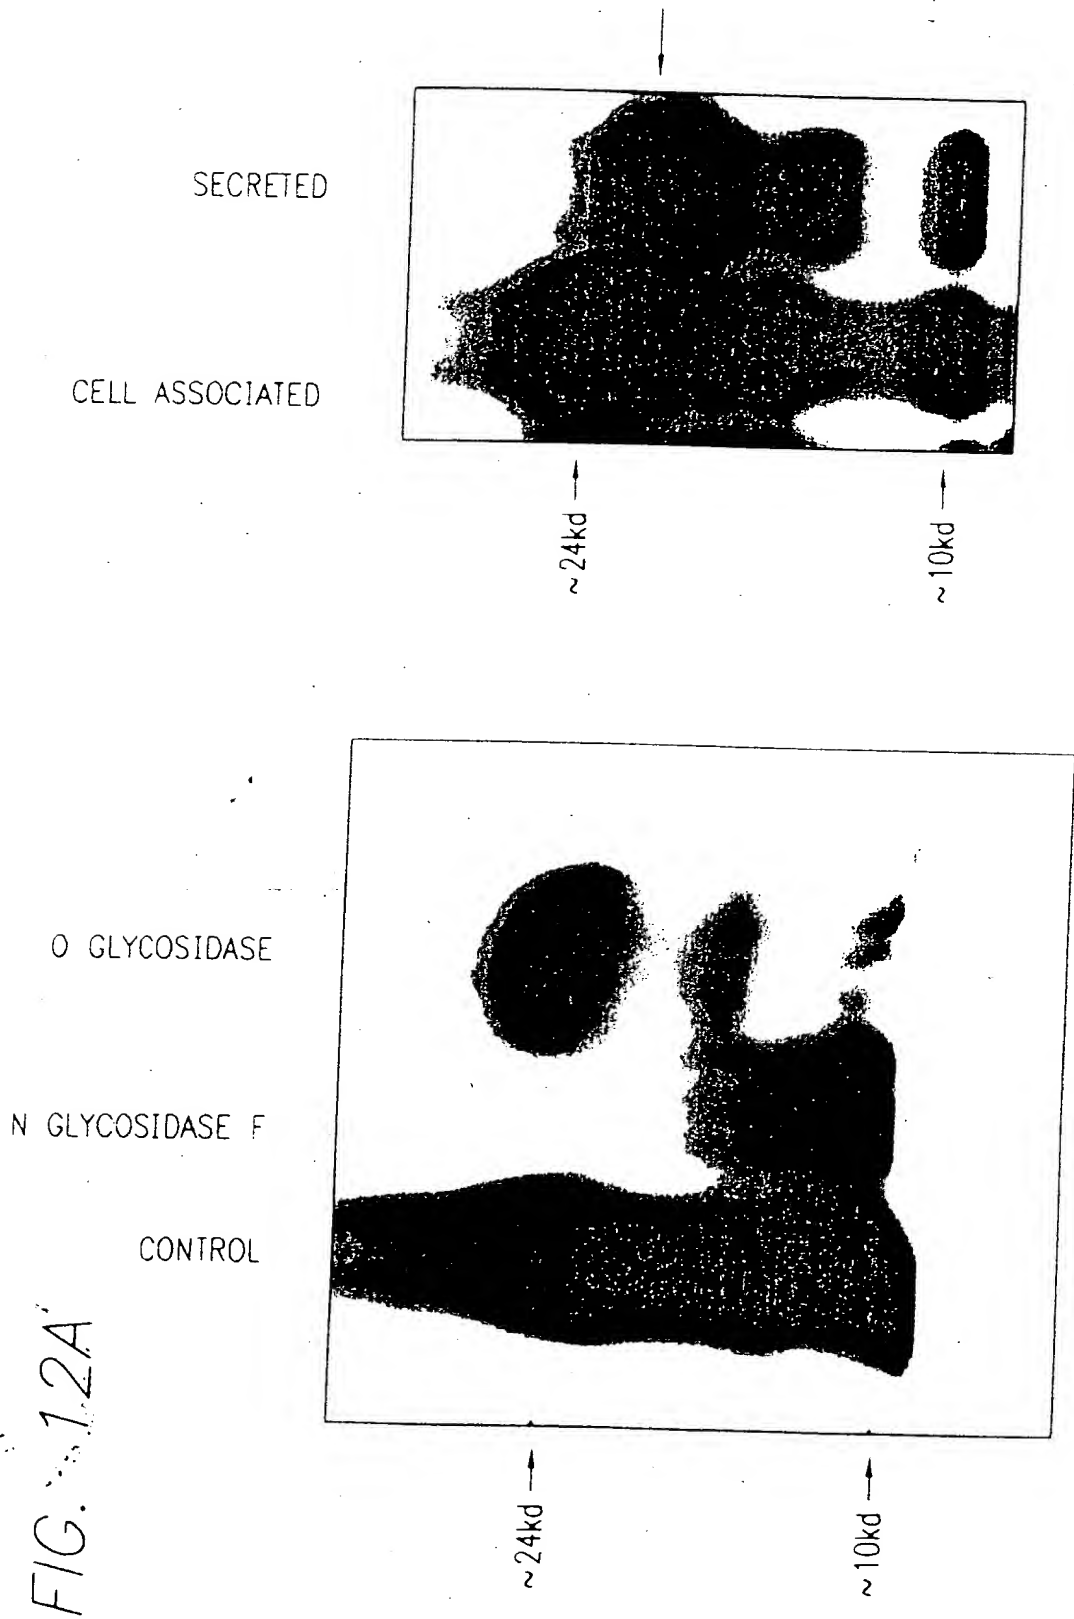 SECRETED
CELL ASSOCIATED
~24kd
~10kd
O GLYCOSIDASE
N GLYCOSIDASE F
CONTROL
~24kd
~10kd
FIG. 12A